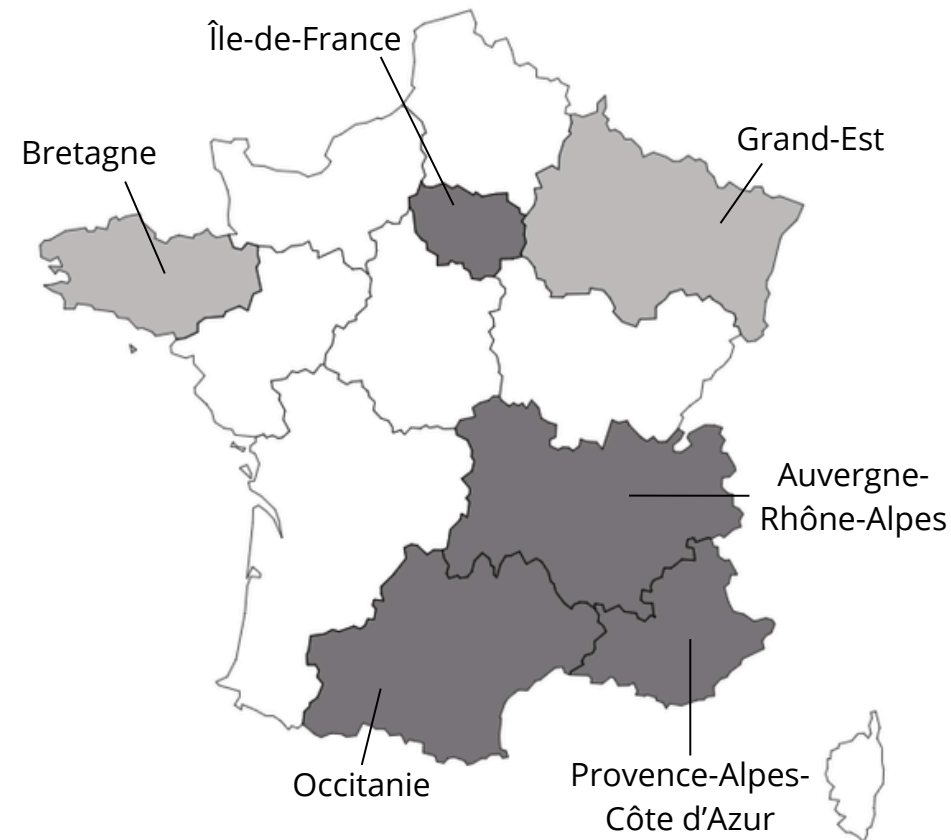 Île-de-France
Bretagne
Grand-Est
Auvergne-
Rhône-Alpes
Occitanie
Provence-Alpes-
Côte d’Azur